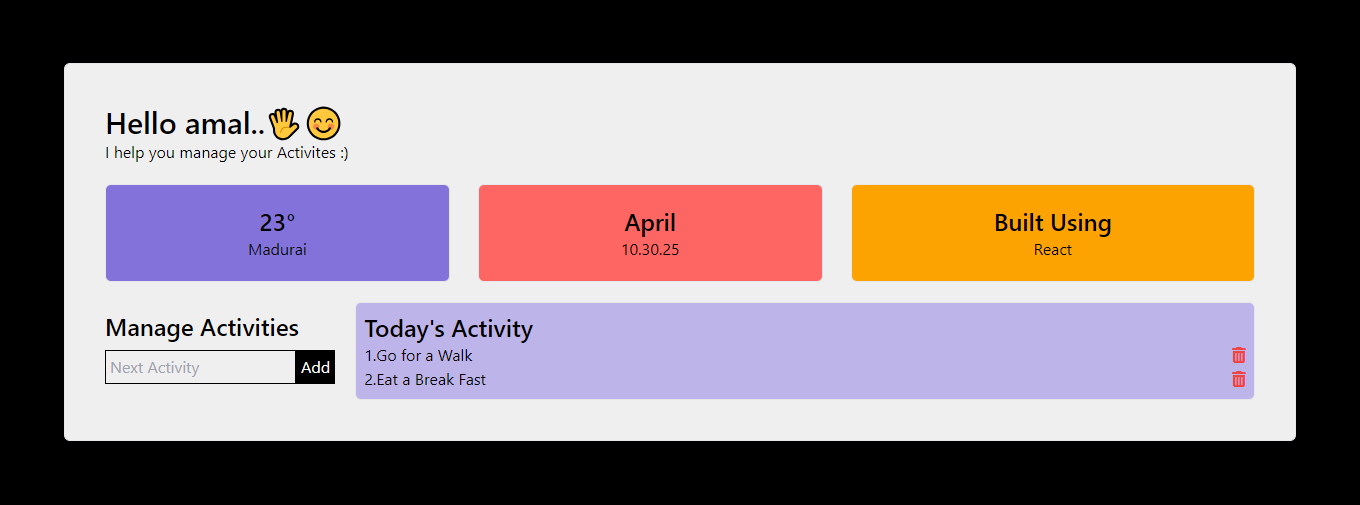 Hello amal..🖐😊
I help you manage your Activites :)
23°
Madurai
April
10.30.25
Built Using
React
Manage Activities
Next Activity
Add
Today's Activity
1.Go for a Walk
2.Eat a Break Fast